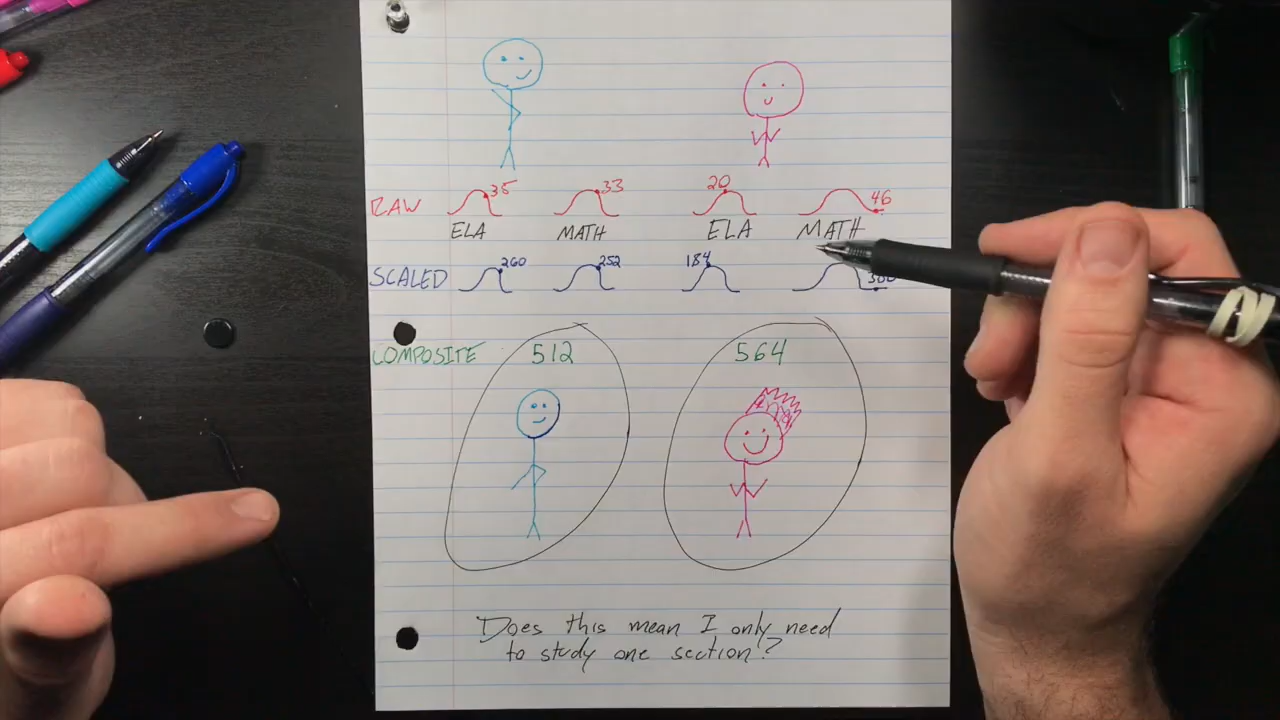 35 33 20 46
RAW
ELA MATH ELA MATH
260 252 184
SCALED
COMPOSITE 512 564
Does this mean I only need
to study one section?